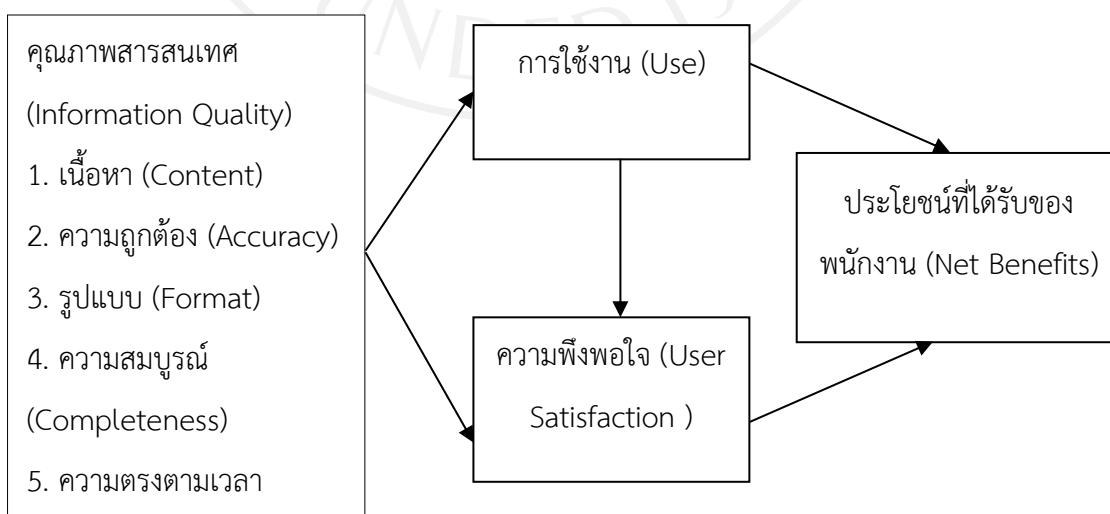 คุณภาพสารสนเทศ
(Information Quality)
1. เนื้อหา (Content)
2. ความถูกต้อง (Accuracy)
3. รูปแบบ (Format)
4. ความสมบูรณ์
(Completeness)
5. ความตรงตามเวลา
การใช้งาน (Use)
ความพึงพอใจ (User
Satisfaction )
ประโยชน์ที่ได้รับของ
พนักงาน (Net Benefits)